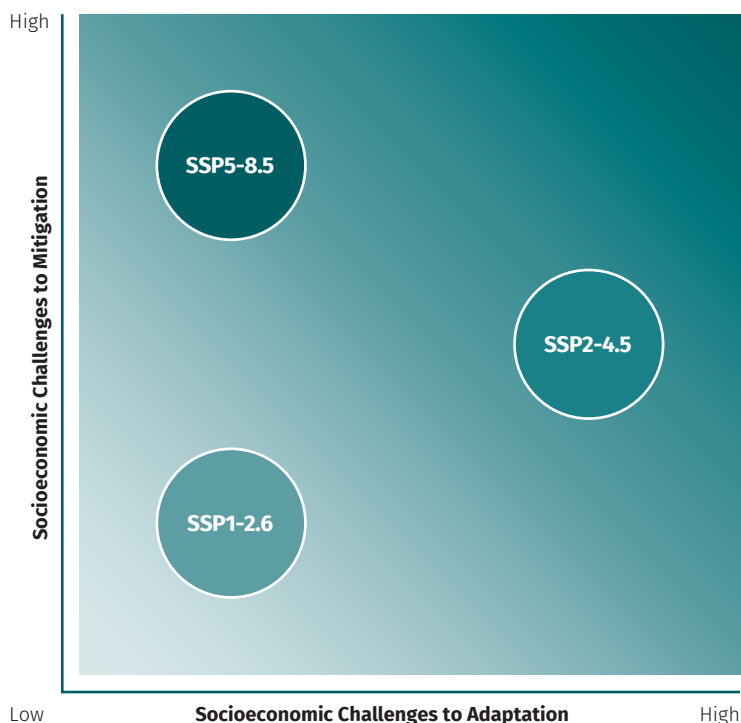 High
SSP5-8.5
Socioeconomic Challenges to Mitigation
SSP2-4.5
SSP1-2.6
Low
Socioeconomic Challenges to Adaptation
High